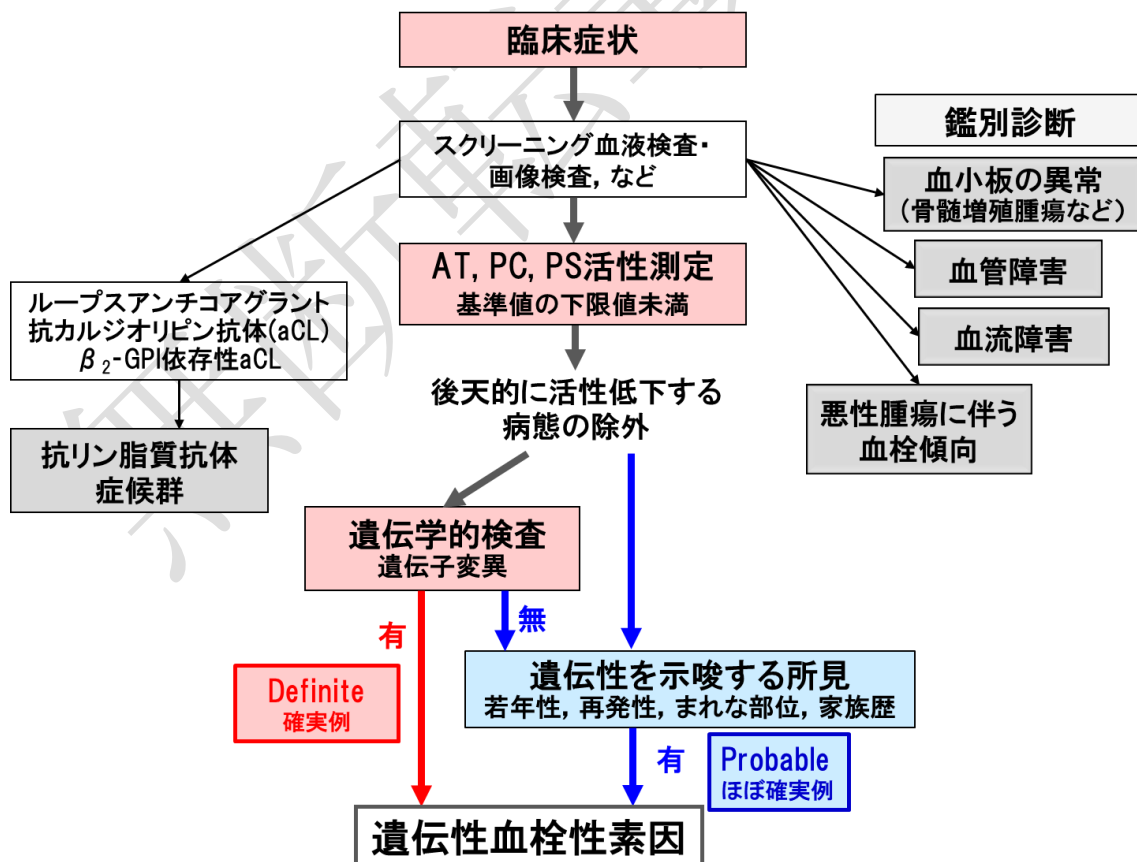 臨床症状
スクリーニング血液検査・
画像検査, など
鑑別診断
血小板の異常
(骨髄増殖腫瘍など)
血管障害
血流障害
悪性腫瘍に伴う
血栓傾向
AT, PC, PS活性測定
基準値の下限値未満
ループスアンチコアグラント
抗カルジオリピン抗体(aCL)
β2-GPI依存性aCL
抗リン脂質抗体
症候群
後天的に活性低下する
病態の除外
遺伝学的検査
遺伝子変異
有
無
Definite
確実例
遺伝性を示唆する所見
若年性, 再発性, まれな部位, 家族歴
有
Probable
ほぼ確実例
遺伝性血栓性素因
無断転